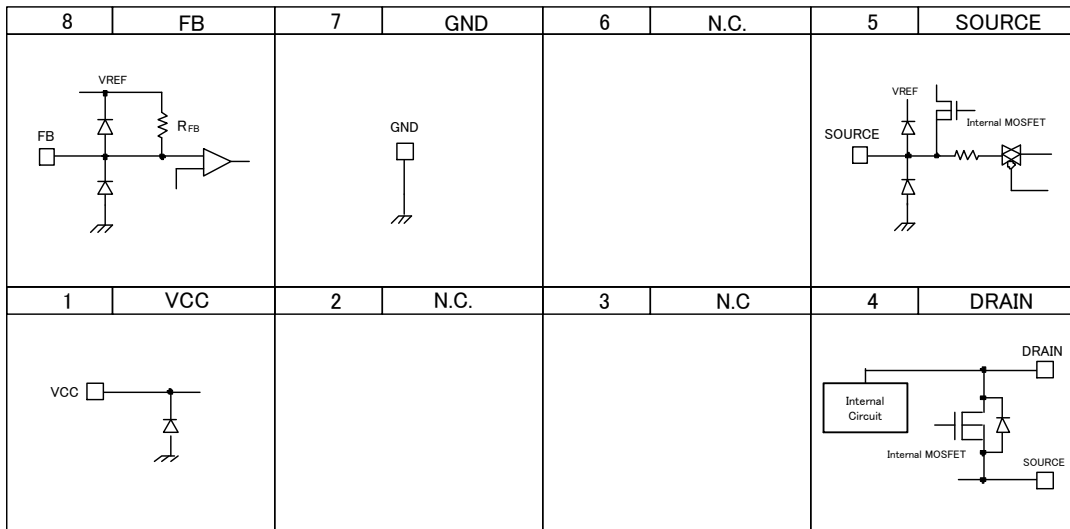 8 FB 7 GND 6 N.C. 5 SOURCE
VREF
FB
RFB
GND
VREF
SOURCE
Internal MOSFET
1 VCC 2 N.C. 3 N.C 4 DRAIN
VCC
DRAIN
Internal
Circuit
Internal MOSFET
SOURCE